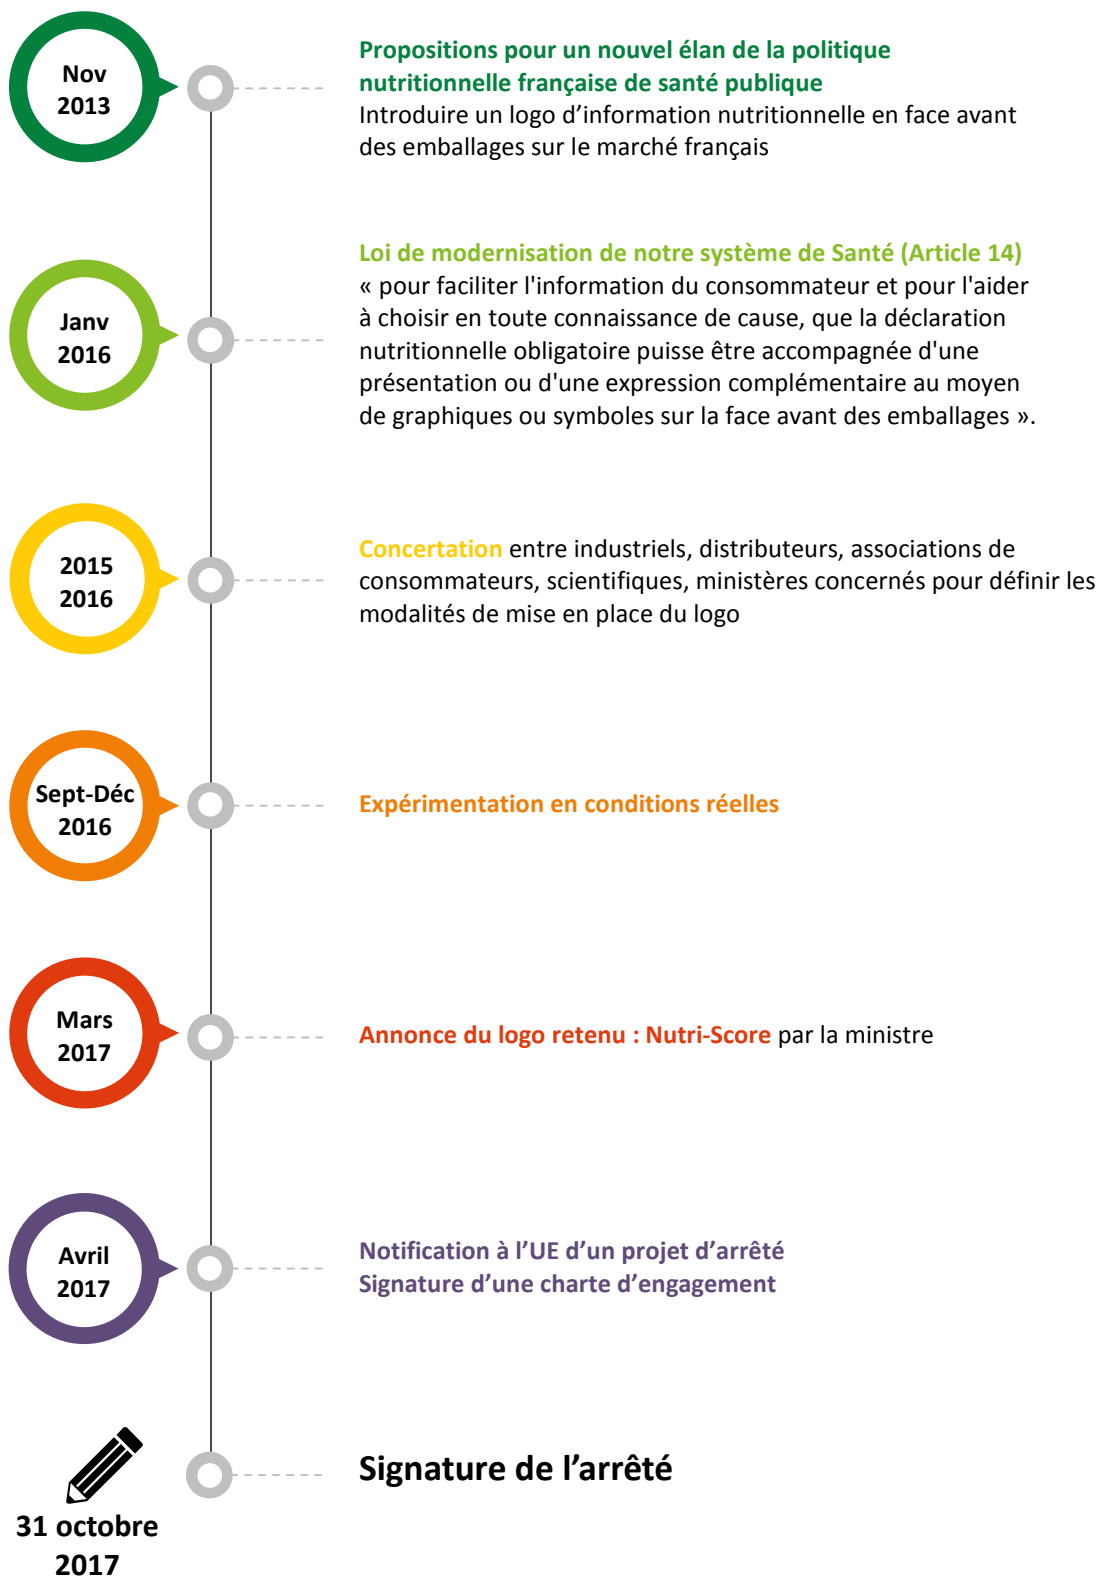 Nov
2013
Propositions pour un nouvel élan de la politique
nutritionnelle française de santé publique
Introduire un logo d’information nutritionnelle en face avant
des emballages sur le marché français
Janv
2016
Loi de modernisation de notre système de Santé (Article 14)
« pour faciliter l'information du consommateur et pour l'aider
à choisir en toute connaissance de cause, que la déclaration
nutritionnelle obligatoire puisse être accompagnée d'une
présentation ou d'une expression complémentaire au moyen
de graphiques ou symboles sur la face avant des emballages ».
2015
2016
Concertation entre industriels, distributeurs, associations de
consommateurs, scientifiques, ministères concernés pour définir les
modalités de mise en place du logo
Sept-Déc
2016
Expérimentation en conditions réelles
Mars
2017
Annonce du logo retenu : Nutri-Score par la ministre
Avril
2017
Notification à l’UE d’un projet d’arrêté
Signature d’une charte d’engagement
31 octobre
2017
Signature de l’arrêté